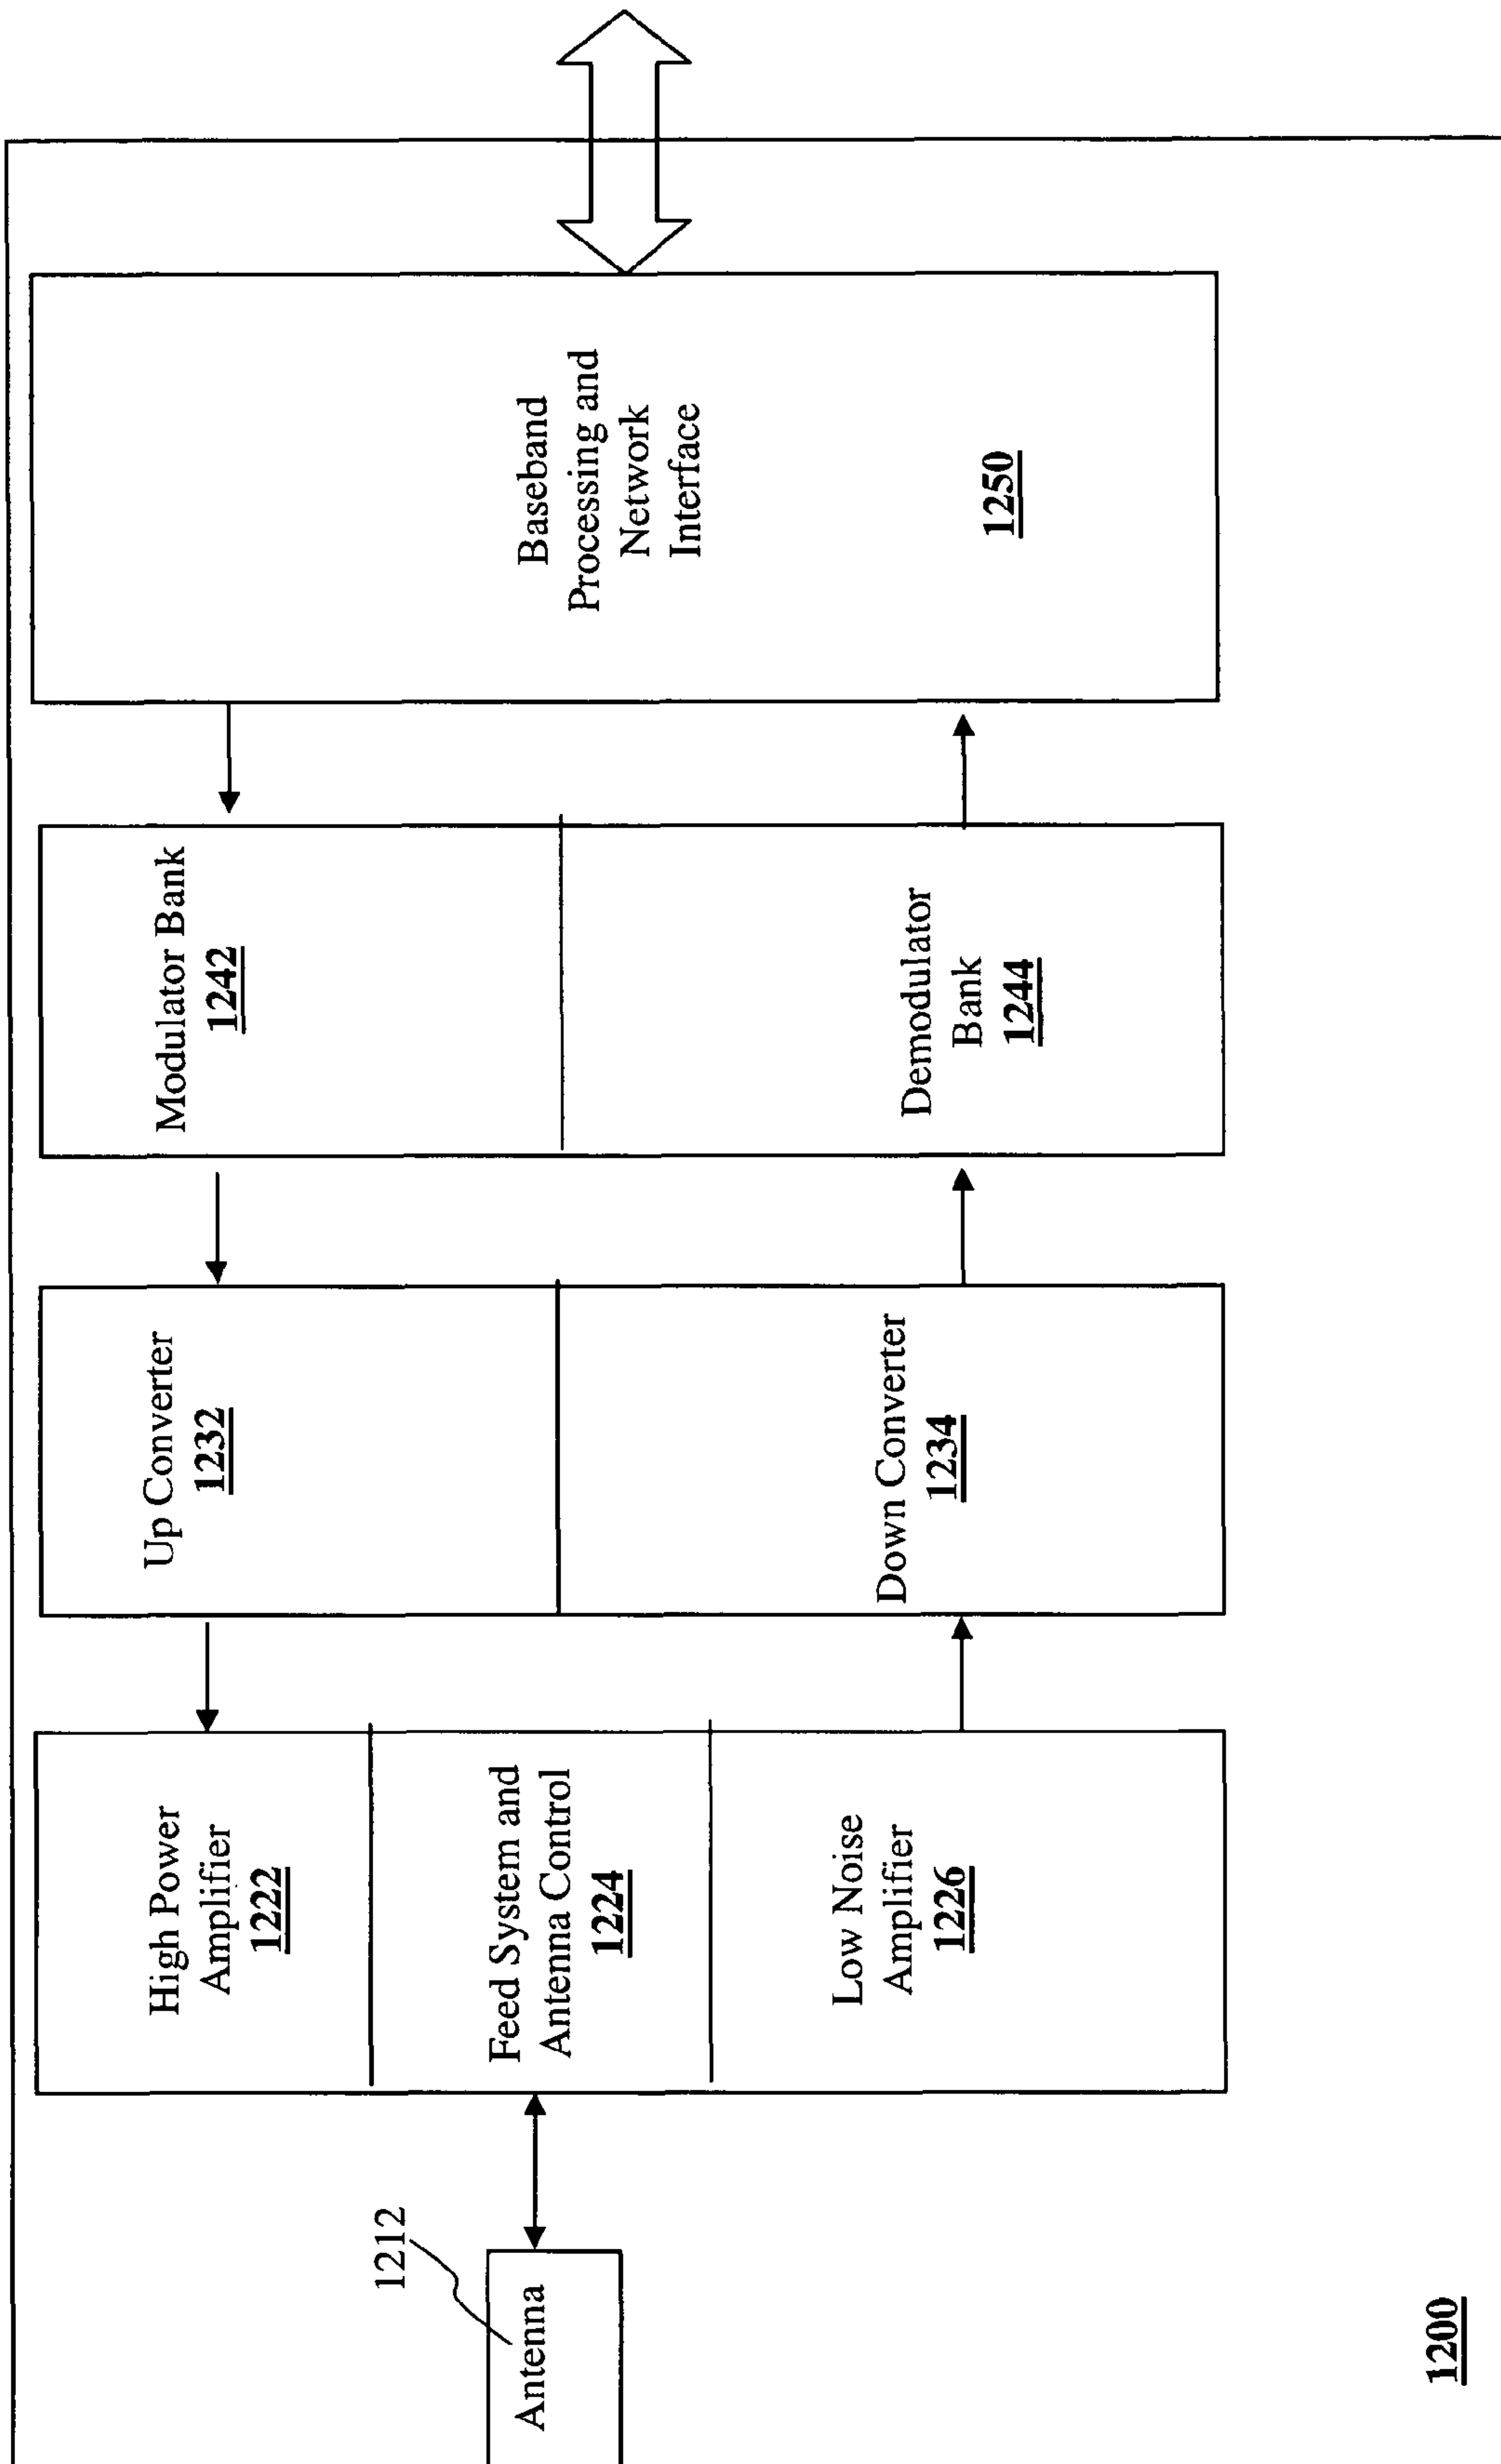 1212
Antenna
High Power
Amplifier
1222
Feed System and
Antenna Control
1224
Low Noise
Amplifier
1226
Up Converter
1232
Down Converter
1234
Modulator Bank
1242
Demodulator
Bank
1244
Baseband
Processing and
Network
Interface
1250
1200